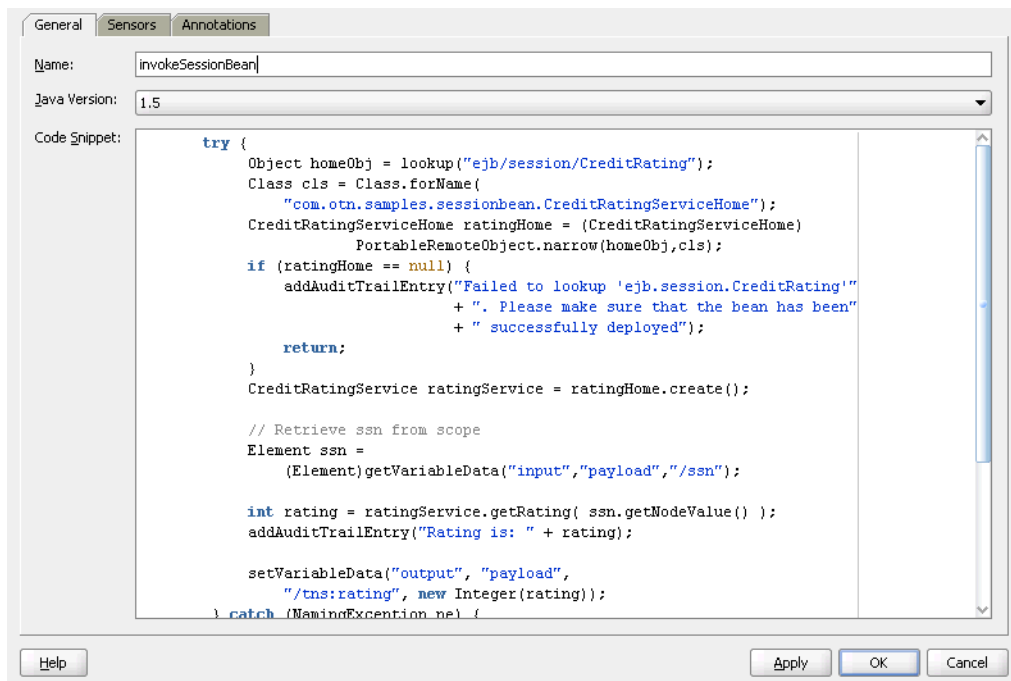 General Sensors Annotations
Name: invokeSessionBean
Java Version: 1.5
Code Snippet:
try {
Object homeObj = lookup("ejb/session/CreditRating");
Class cls = Class.forName(
"com.otn.samples.sessionbean.CreditRatingServiceHome");
CreditRatingServiceHome ratingHome = (CreditRatingServiceHome)
PortableRemoteObject.narrow(homeObj,cls);
if (ratingHome == null) {
addAuditTrailEntry("Failed to lookup 'ejb.session.CreditRating'"
+ ". Please make sure that the bean has been"
+ " successfully deployed");
return;
}
CreditRatingService ratingService = ratingHome.create();
// Retrieve ssn from scope
Element ssn =
(Element)getVariableData("input","payload","/ssn");
int rating = ratingService.getRating( ssn.getNodeValue() );
addAuditTrailEntry("Rating is: " + rating);
setVariableData("output", "payload",
"/tns:rating", new Integer(rating));
} catch (NamingException ne) {
Help Apply OK Cancel